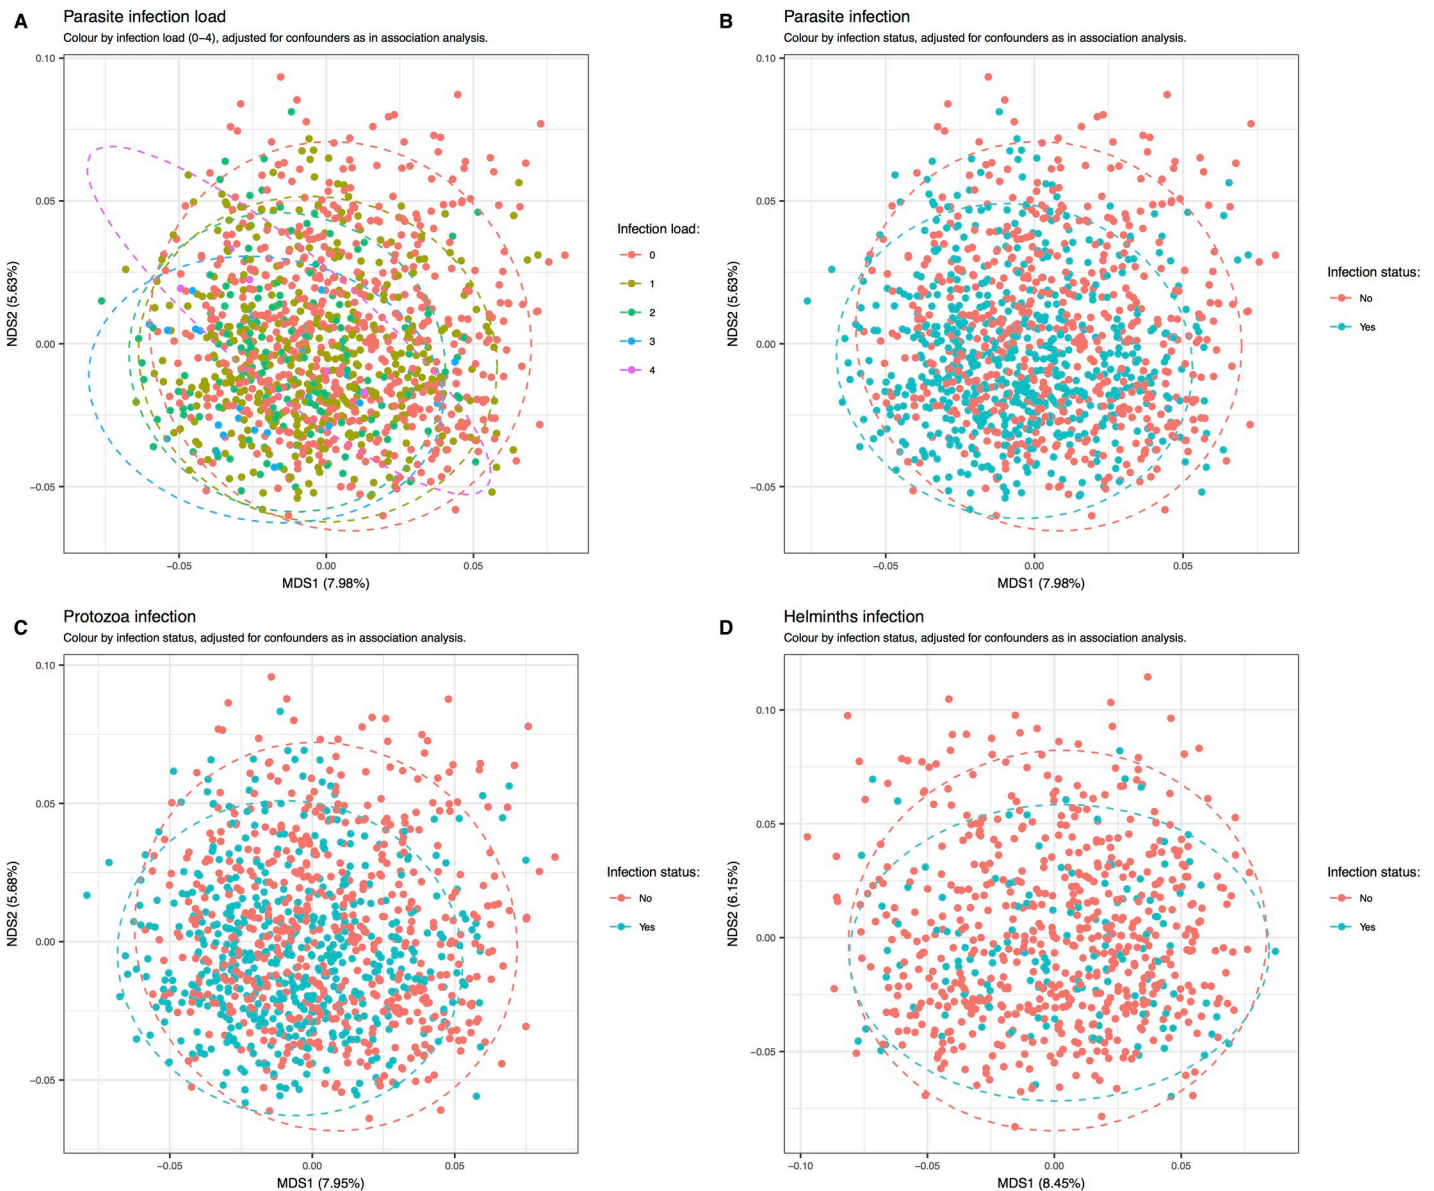 A
Parasite infection load
Colour by infection load (0–4), adjusted for confounders as in association analysis.
0.10
0.05
0.00
−0.05
NDS2 (5.63%)
−0.05
0.00
0.05
MDS1 (7.98%)
Infection load:
0
1
2
3
4
B
Parasite infection
Colour by infection status, adjusted for confounders as in association analysis.
0.10
0.05
0.00
−0.05
NDS2 (5.63%)
−0.05
0.00
0.05
MDS1 (7.98%)
Infection status:
No
Yes
C
Protozoa infection
Colour by infection status, adjusted for confounders as in association analysis.
0.10
0.05
0.00
−0.05
NDS2 (5.68%)
−0.05
0.00
0.05
MDS1 (7.95%)
Infection status:
No
Yes
D
Helminths infection
Colour by infection status, adjusted for confounders as in association analysis.
0.10
0.05
0.00
−0.05
NDS2 (6.15%)
−0.10
−0.05
0.00
0.05
MDS1 (8.45%)
Infection status:
No
Yes